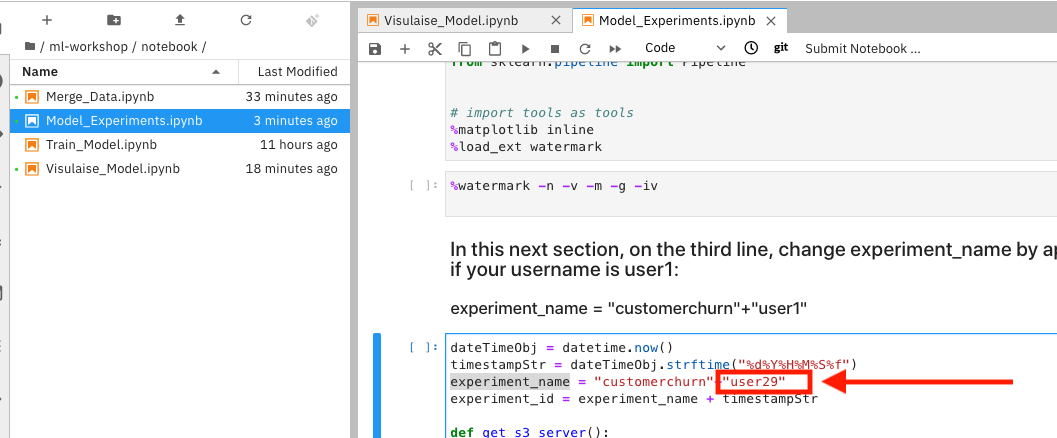 Visulaise_Model.ipynb
Model_Experiments.ipynb
/ ml-workshop / notebook /
Code
git
Submit Notebook ...
Name
Last Modified
Merge_Data.ipynb
33 minutes ago
Model_Experiments.ipynb
3 minutes ago
Train_Model.ipynb
11 hours ago
Visulaise_Model.ipynb
18 minutes ago
from sklearn.pipeline import Pipeline
# import tools as tools
%matplotlib inline
%load_ext watermark
[ ]:
%watermark -n -v -m -g -iv
In this next section, on the third line, change experiment_name by
if your username is user1:
experiment_name = "customerchurn"+"user1"
[ ]:
dateTimeObj = datetime.now()
timestampStr = dateTimeObj.strftime("%d%Y%H%M%S%f")
experiment_name = "customerchurn"+"user29"
experiment_id = experiment_name + timestampStr
def get_s3_server():